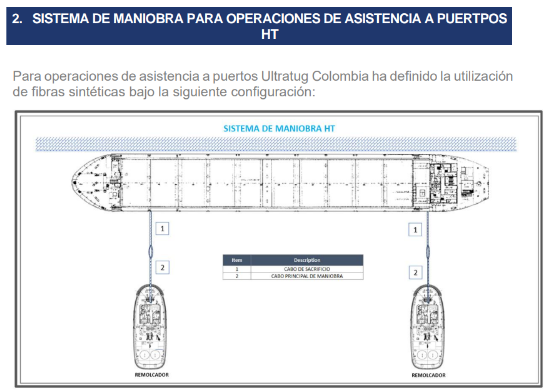 2. SISTEMA DE MANIOBRA PARA OPERACIONES DE ASISTENCIA A PUERTPOS
HT
Para operaciones de asistencia a puertos Ultratug Colombia ha definido la utilización
de fibras sintéticas bajo la siguiente configuración:
SISTEMA DE MANIOBRA HT
1 1
2 2
Item Description
1 CABO DE SACRIFICIO
2 CABO PRINCIPAL DE MANIOBRA
REMOLCADOR REMOLCADOR